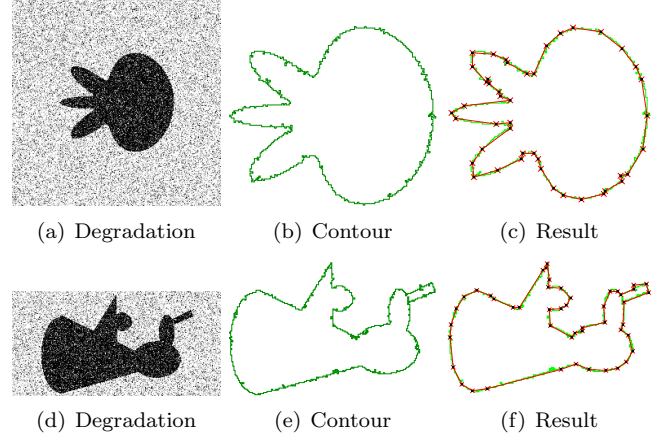 (a) Degradation (b) Contour (c) Result
(d) Degradation (e) Contour (f) Result